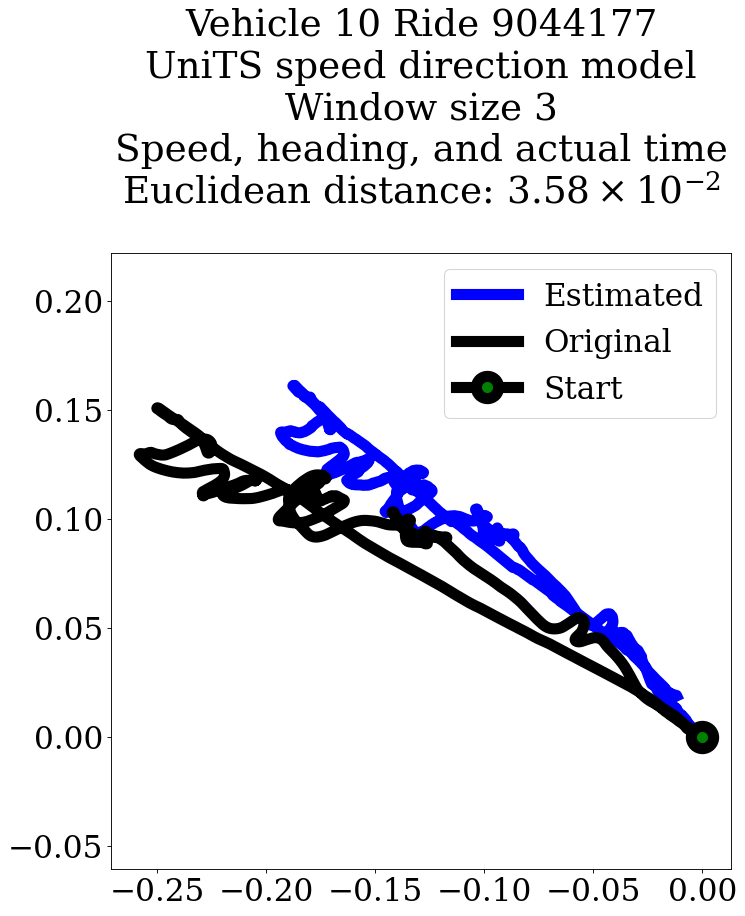 Vehicle 10 Ride 9044177
UniTS speed direction model
Window size 3
Speed, heading, and actual time
Euclidean distance: 3.58 × 10⁻²
Estimated
Original
Start
0.20
0.15
0.10
0.05
0.00
−0.05
−0.25 −0.20 −0.15 −0.10 −0.05 0.00